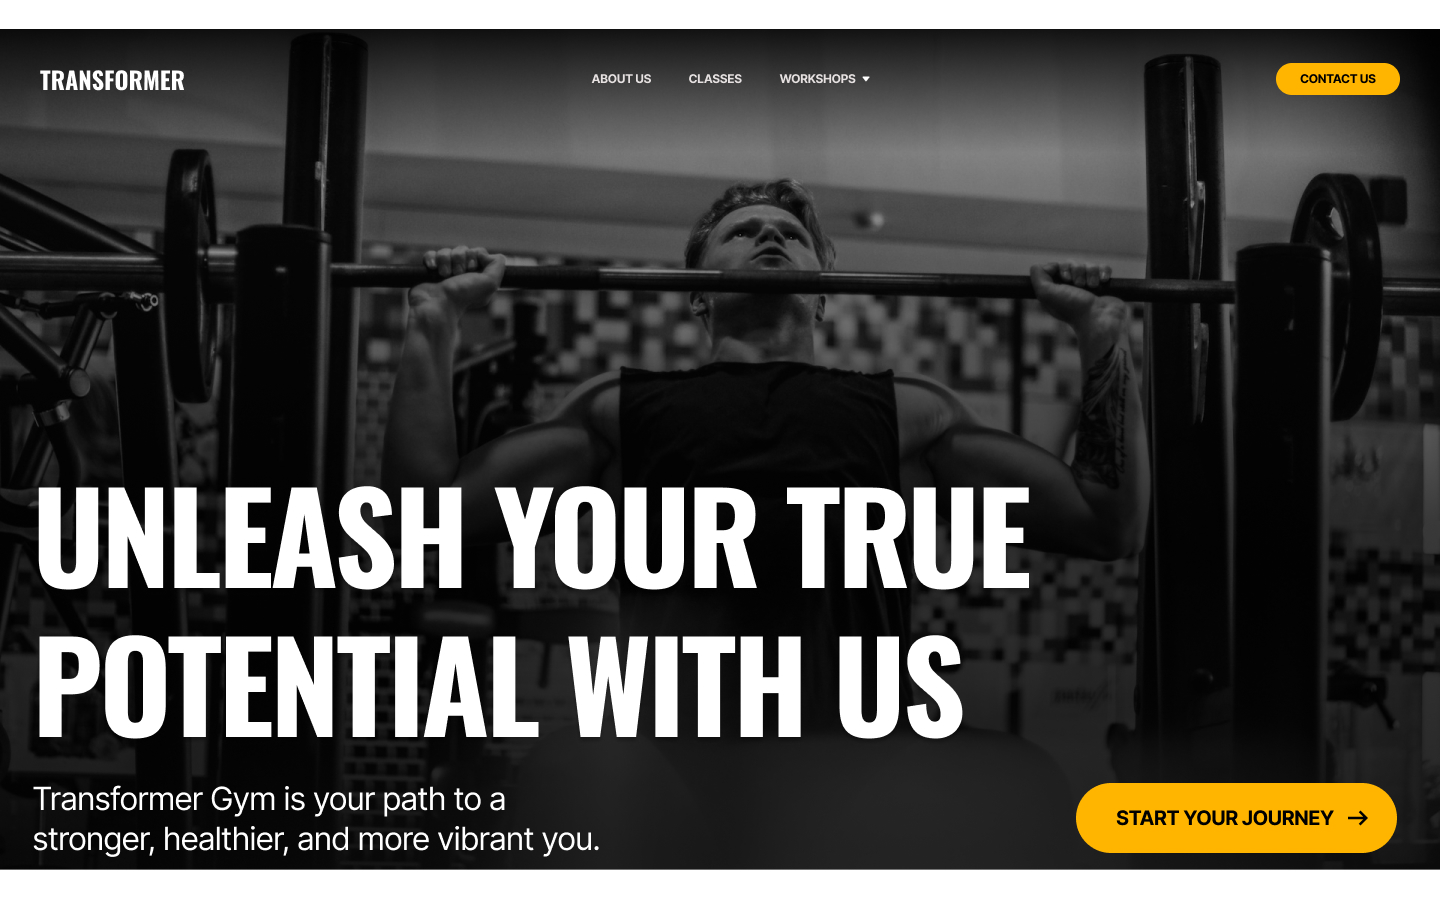 TRANSFORMER
ABOUT US
CLASSES
WORKSHOPS
CONTACT US
UNLEASH YOUR TRUE
POTENTIAL WITH US
Transformer Gym is your path to a
stronger, healthier, and more vibrant you.
START YOUR JOURNEY →